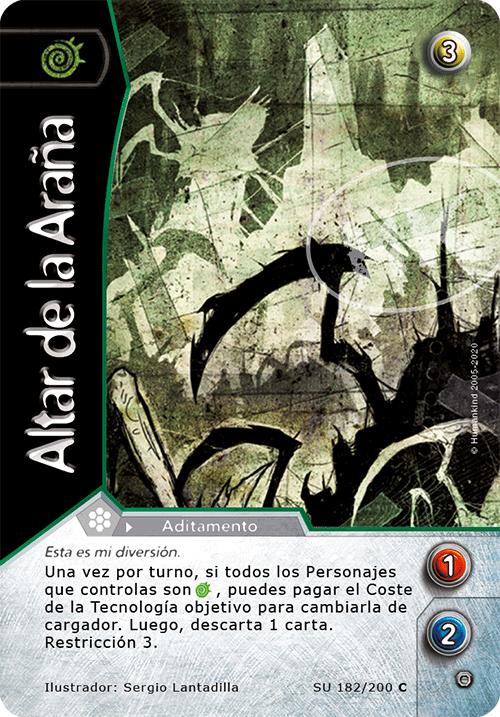 3
Altar de la Araña
© Humankind 2005-2020
Aditamento
Esta es mi diversión.
Una vez por turno, si todos los Personajes
que controlas son , puedes pagar el Coste
de la Tecnología objetivo para cambiarla de
cargador. Luego, descarta 1 carta.
Restricción 3.
1
2
Ilustrador: Sergio Lantadilla
SU 182/200 C